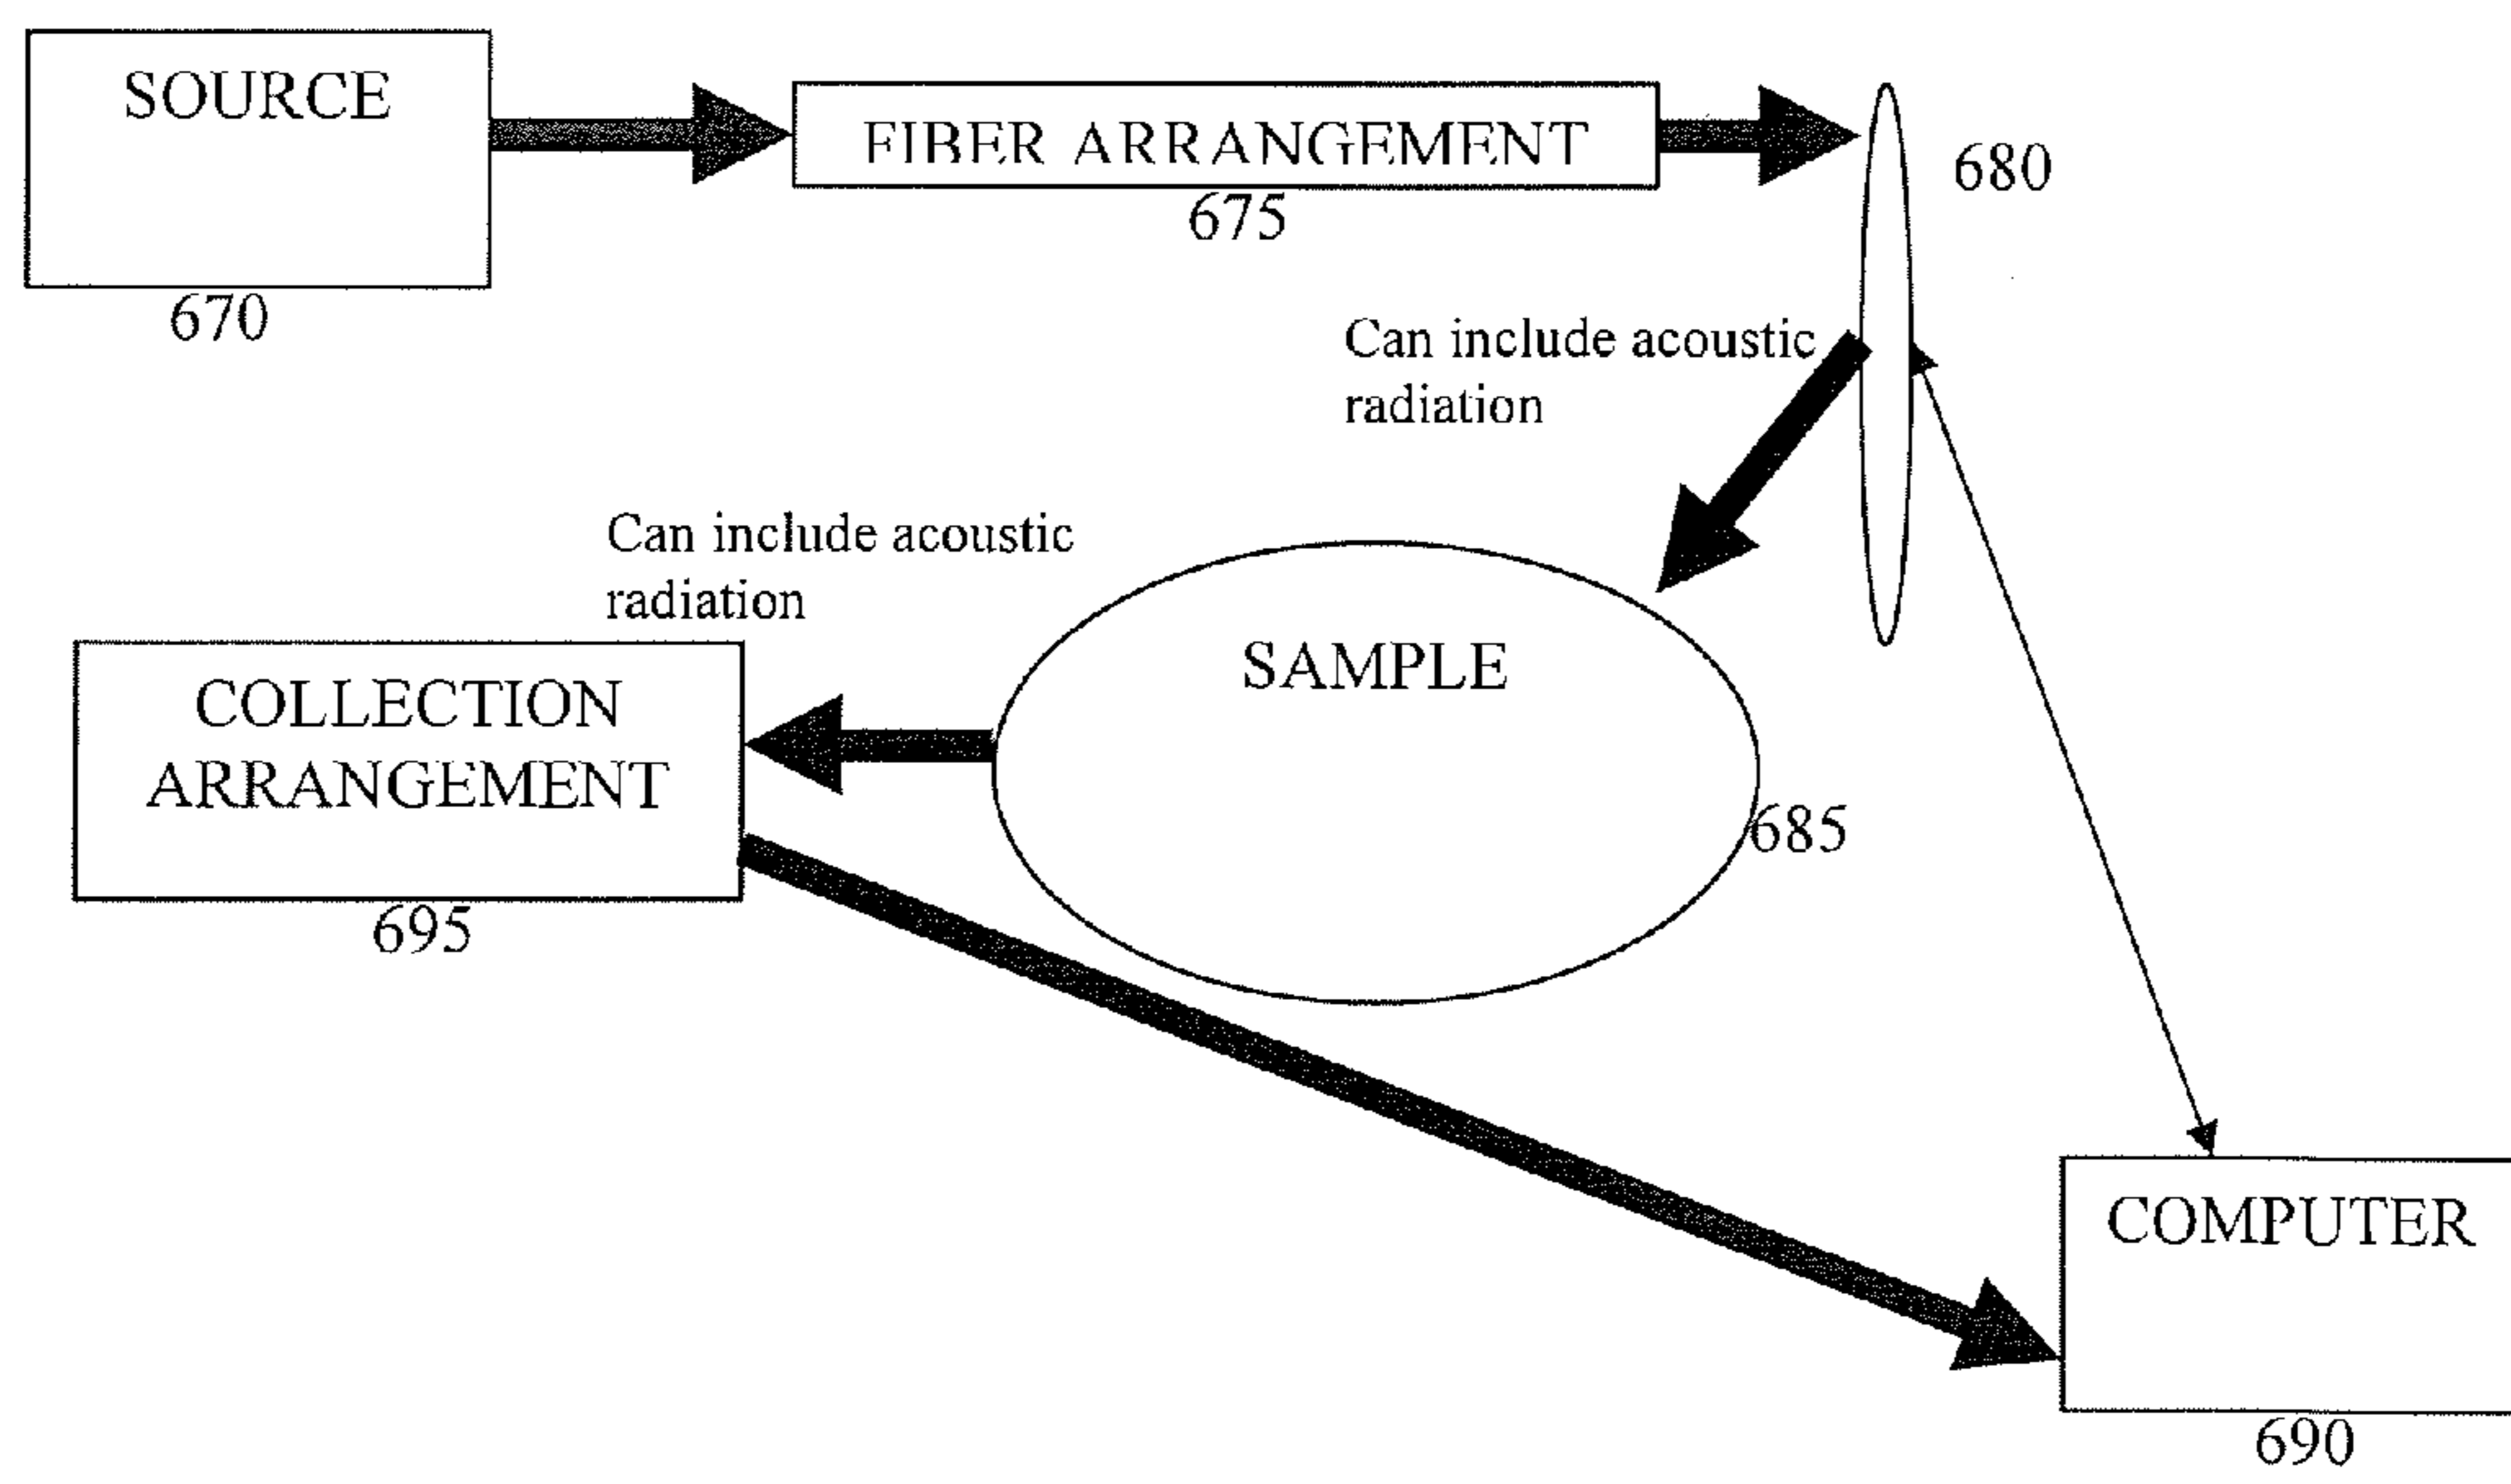 SOURCE
670
FIBER ARRANGEMENT
675
680
Can include acoustic
radiation
Can include acoustic
radiation
SAMPLE
685
COLLECTION
ARRANGEMENT
695
COMPUTER
690